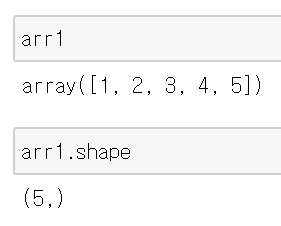 arr1
array([1, 2, 3, 4, 5])
arr1.shape
(5,)